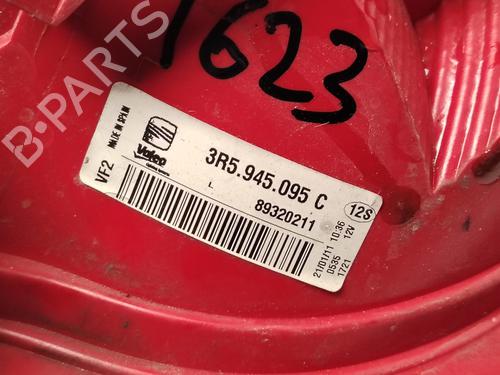 1623
B-PARTS
MADE IN SPAIN
VF2
Valeo
3R5.945.095 C
L
89320211
12S
21/01/11 10:36
0535 12V
1721